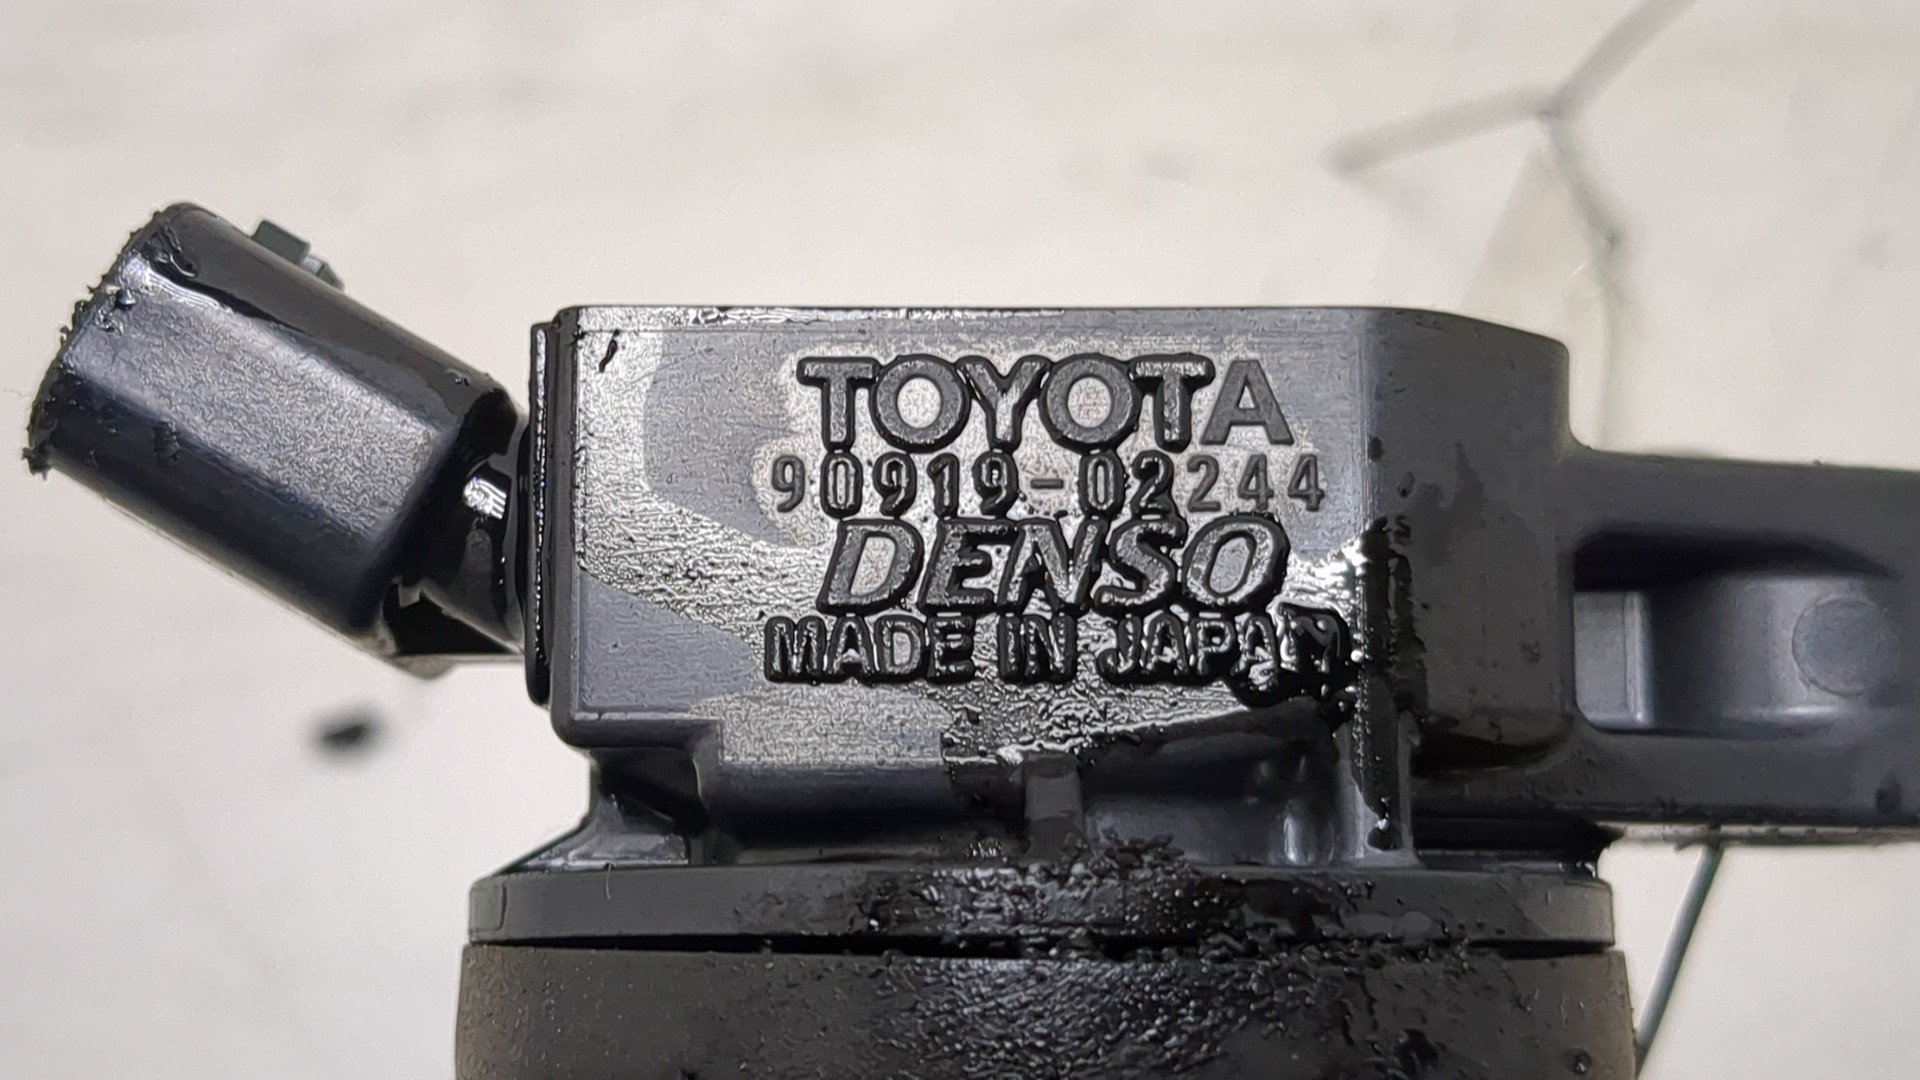 TOYOTA
90919-02244
DENSO
MADE IN JAPAN